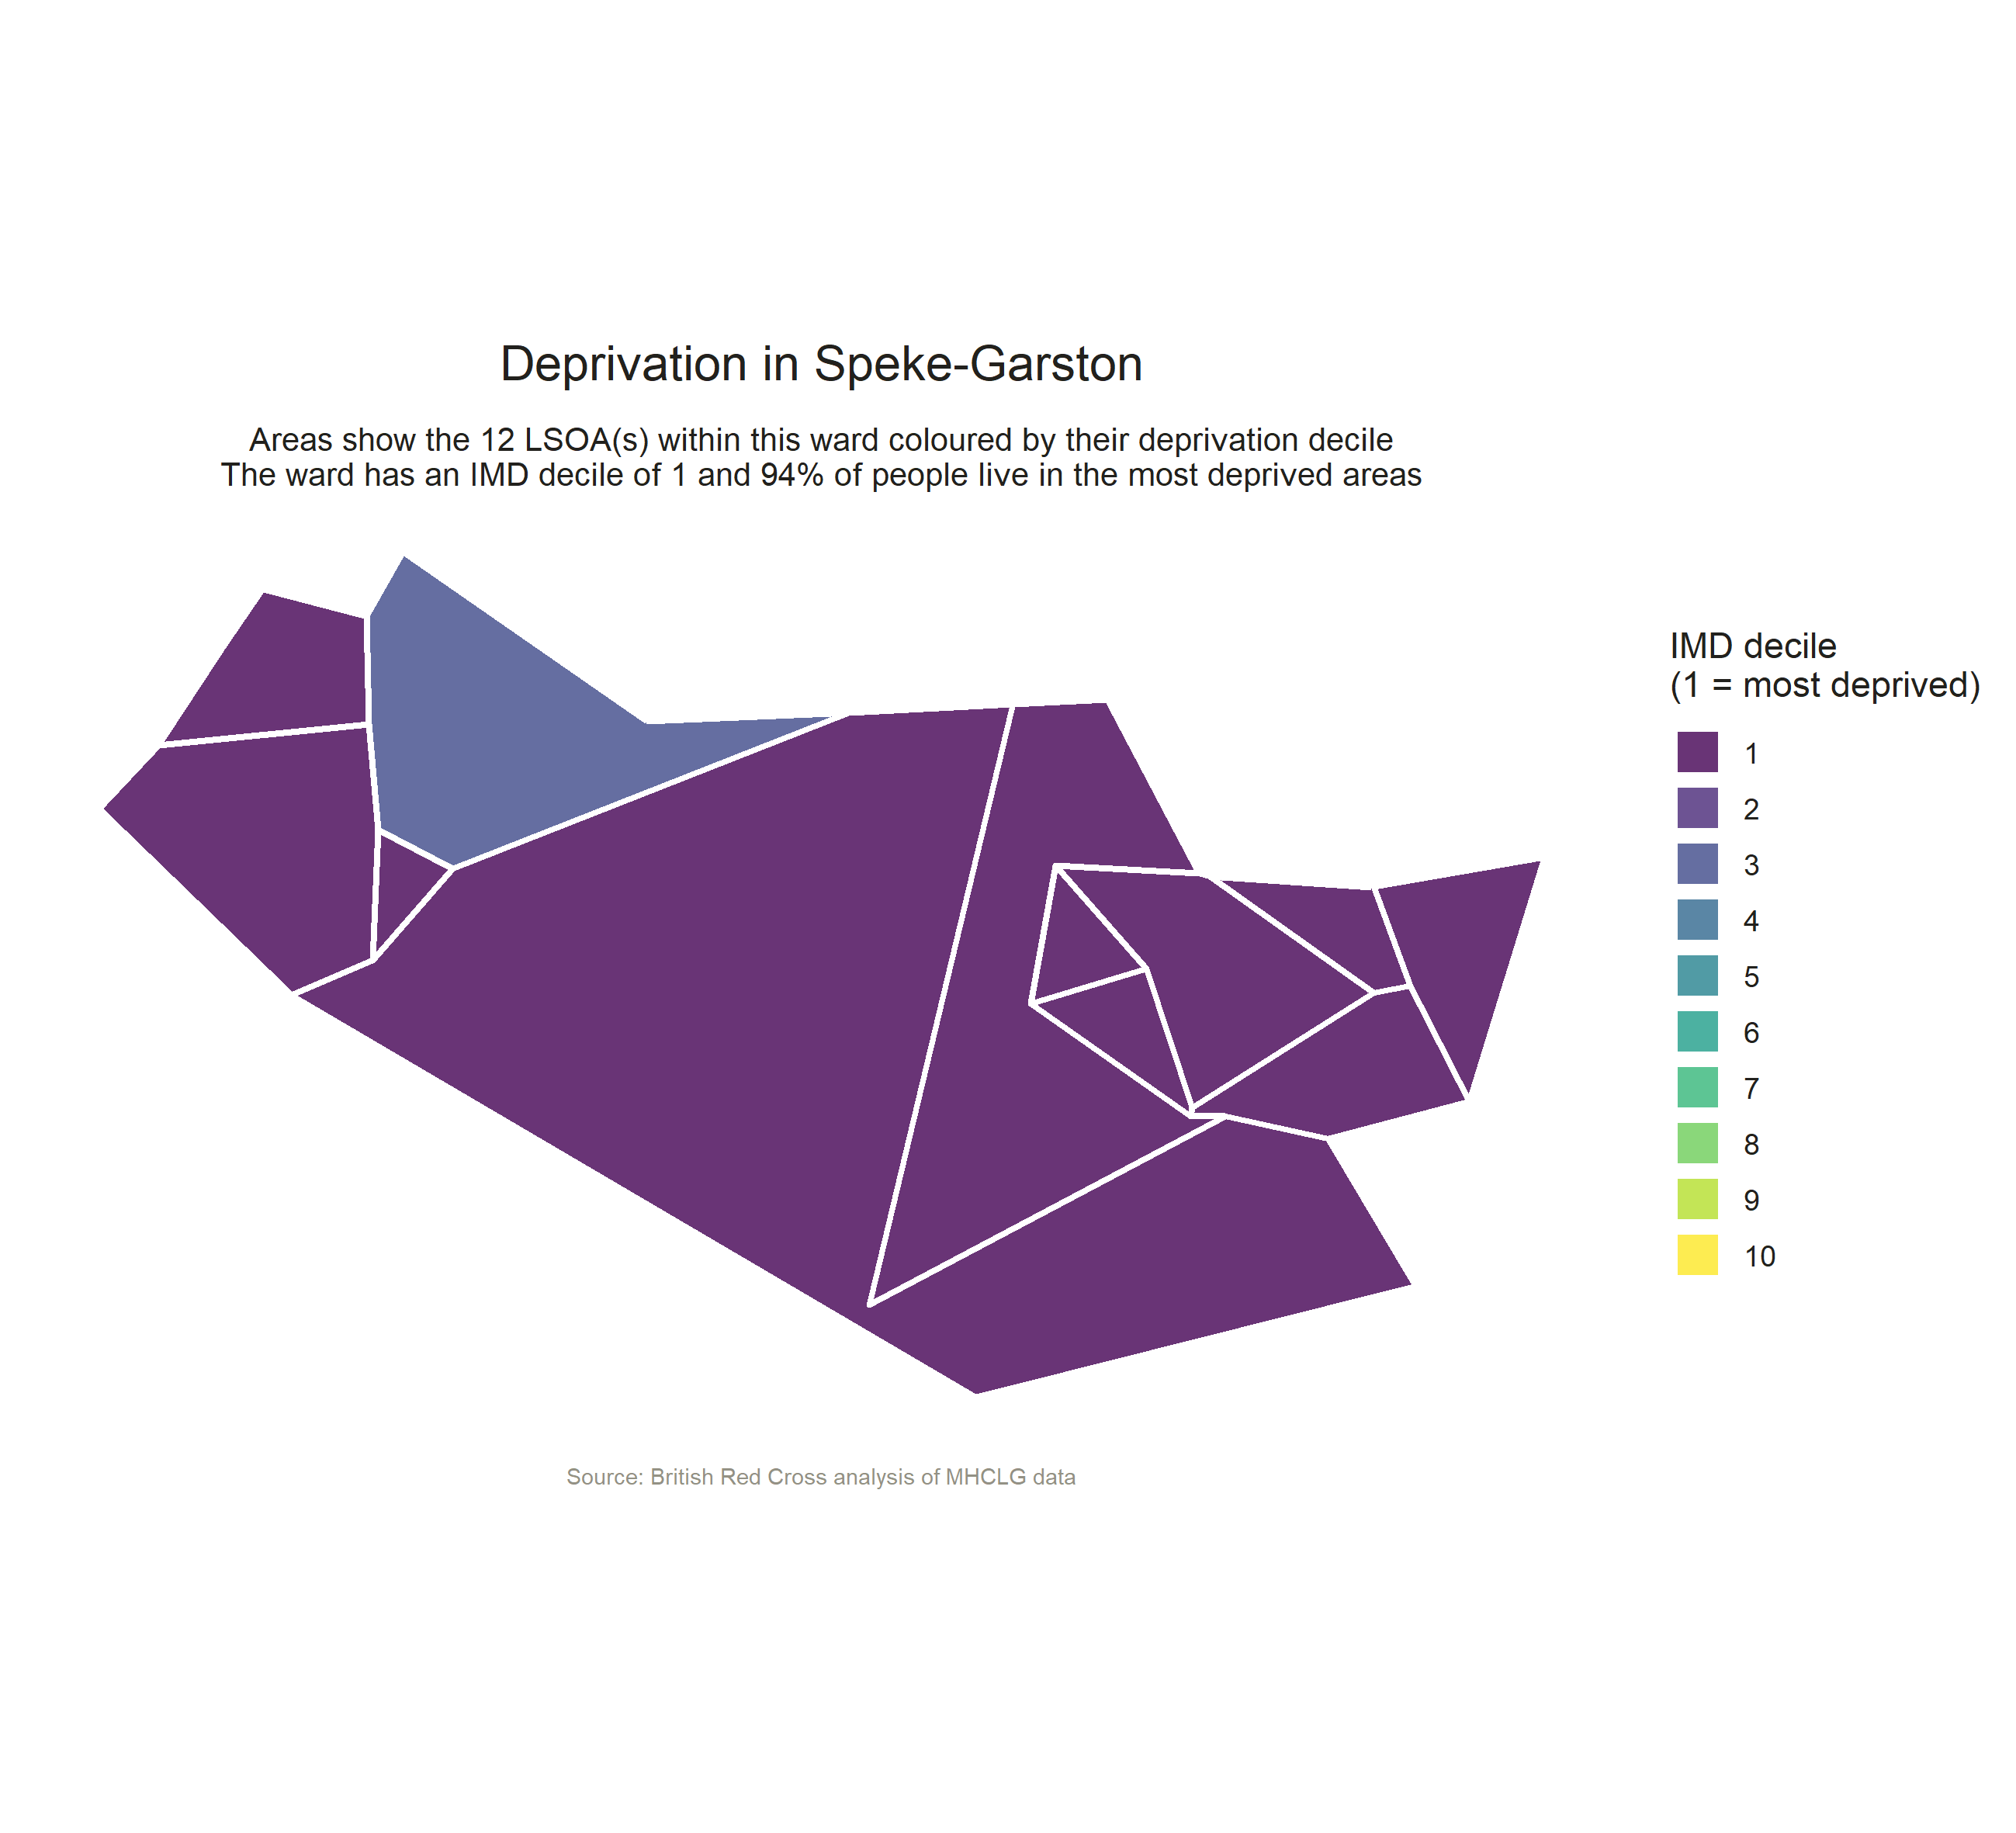 Deprivation in Speke-Garston
Areas show the 12 LSOA(s) within this ward coloured by their deprivation decile
The ward has an IMD decile of 1 and 94% of people live in the most deprived areas
IMD decile
(1 = most deprived)
1
2
3
4
5
6
7
8
9
10
Source: British Red Cross analysis of MHCLG data